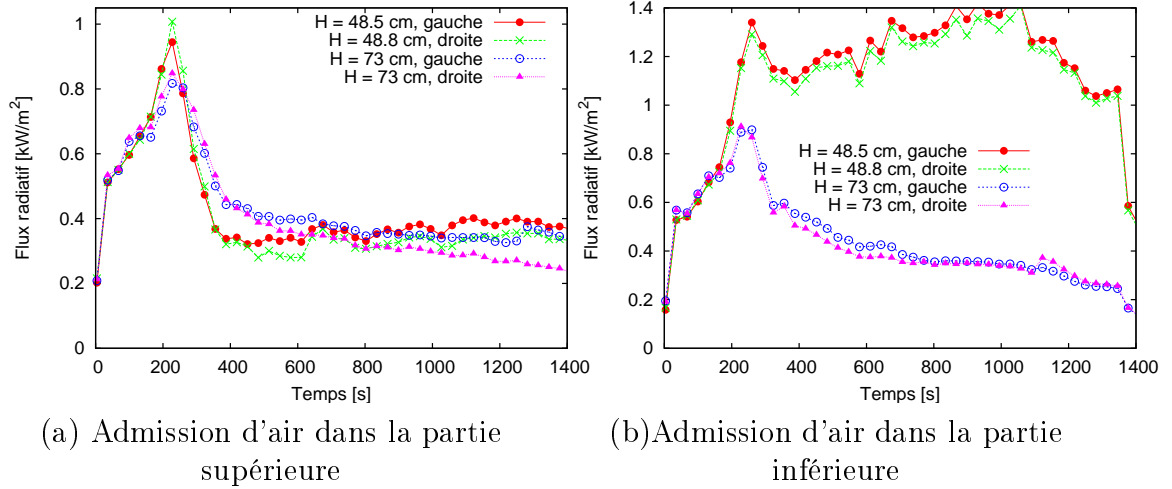 Flux radiatif [kW/m²]
1
0.8
0.6
0.4
0.2
0
H = 48.5 cm, gauche
H = 48.8 cm, droite
H = 73 cm, gauche
H = 73 cm, droite
0 200 400 600 800 1000 1200 1400
Temps [s]
(a) Admission d'air dans la partie
supérieure
Flux radiatif [kW/m²]
1.4
1.2
1
0.8
0.6
0.4
0.2
0
H = 48.5 cm, gauche
H = 48.8 cm, droite
H = 73 cm, gauche
H = 73 cm, droite
0 200 400 600 800 1000 1200 1400
Temps [s]
(b)Admission d'air dans la partie
inférieure